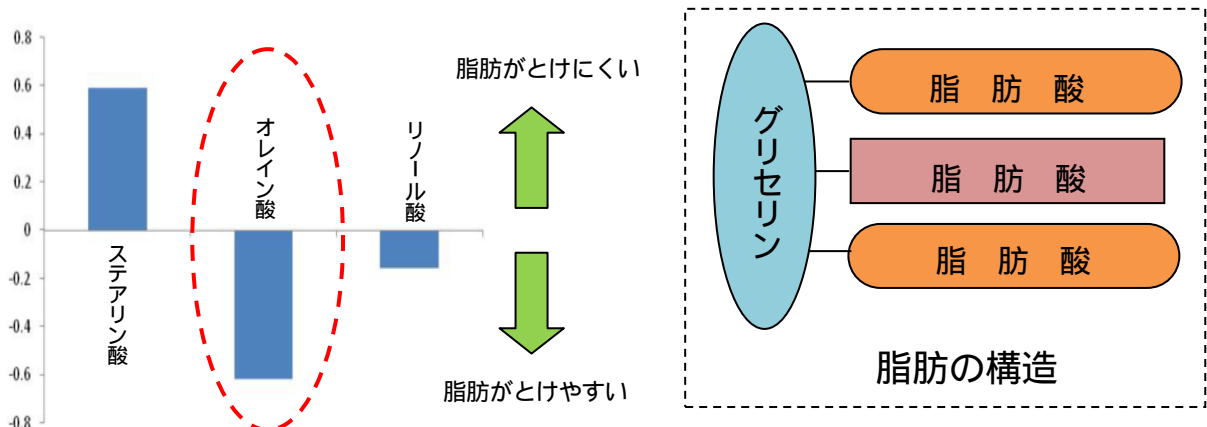 0.8
0.6
0.4
0.2
0
-0.2
-0.4
-0.6
-0.8
ステアリン酸
オレイン酸
リノール酸
脂肪がとけにくい
脂肪がとけやすい
グリセリン
脂 肪 酸
脂 肪 酸
脂 肪 酸
脂肪の構造